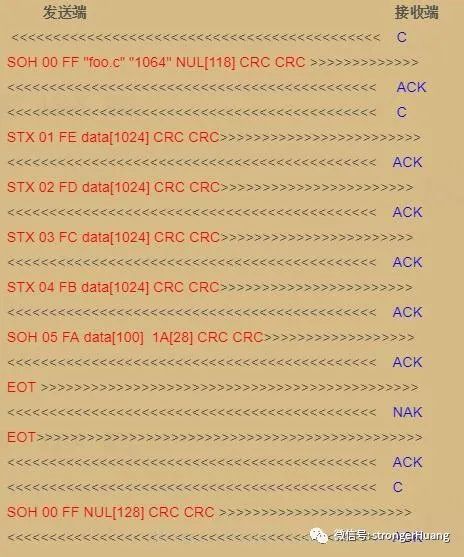 发送端 接收端
<<<<<<<<<<<<<<<<<<<<<<<<<<<<<<<<<<<<<<<<<<<<< C
SOH 00 FF "foo.c" "1064" NUL[118] CRC CRC >>>>>>>>>>>>>
<<<<<<<<<<<<<<<<<<<<<<<<<<<<<<<<<<<<<<<<<<<<< ACK
<<<<<<<<<<<<<<<<<<<<<<<<<<<<<<<<<<<<<<<<<<<<< C
STX 01 FE data[1024] CRC CRC>>>>>>>>>>>>>>>>>>>>>>>>
<<<<<<<<<<<<<<<<<<<<<<<<<<<<<<<<<<<<<<<<<<<<< ACK
STX 02 FD data[1024] CRC CRC>>>>>>>>>>>>>>>>>>>>>>>
<<<<<<<<<<<<<<<<<<<<<<<<<<<<<<<<<<<<<<<<<<<<< ACK
STX 03 FC data[1024] CRC CRC>>>>>>>>>>>>>>>>>>>>>>>
<<<<<<<<<<<<<<<<<<<<<<<<<<<<<<<<<<<<<<<<<<<<< ACK
STX 04 FB data[1024] CRC CRC>>>>>>>>>>>>>>>>>>>>>>>>
<<<<<<<<<<<<<<<<<<<<<<<<<<<<<<<<<<<<<<<<<<<<< ACK
SOH 05 FA data[100] 1A[28] CRC CRC>>>>>>>>>>>>>>>>>>
<<<<<<<<<<<<<<<<<<<<<<<<<<<<<<<<<<<<<<<<<<<<< ACK
EOT >>>>>>>>>>>>>>>>>>>>>>>>>>>>>>>>>>>>>>>>>>>>>>
<<<<<<<<<<<<<<<<<<<<<<<<<<<<<<<<<<<<<<<<<<<<< NAK
EOT>>>>>>>>>>>>>>>>>>>>>>>>>>>>>>>>>>>>>>>>>>>>>>>
<<<<<<<<<<<<<<<<<<<<<<<<<<<<<<<<<<<<<<<<<<<<< ACK
<<<<<<<<<<<<<<<<<<<<<<<<<<<<<<<<<<<<<<<<<<<<< C
SOH 00 FF NUL[128] CRC CRC >>>>>>>>>>>>>>>>>>>>>>>>
<<<<<<<<<<<<<<<<<<<<<<<<<<<<<<<<<<<<<
微信号: strongerHuang